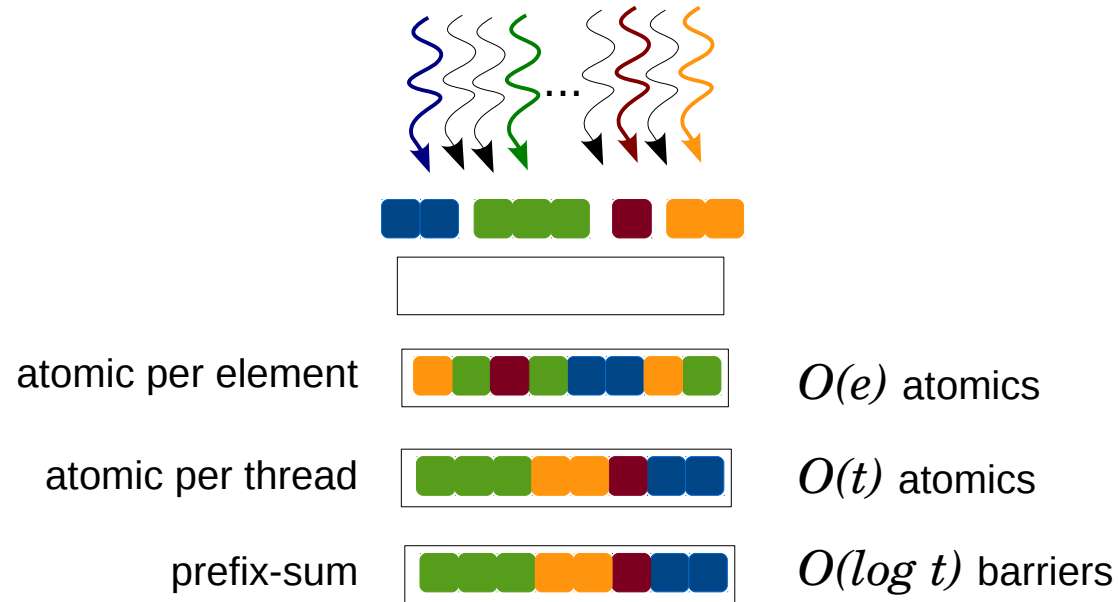 ...
atomic per element
O(e) atomics
atomic per thread
O(t) atomics
prefix-sum
O(log t) barriers